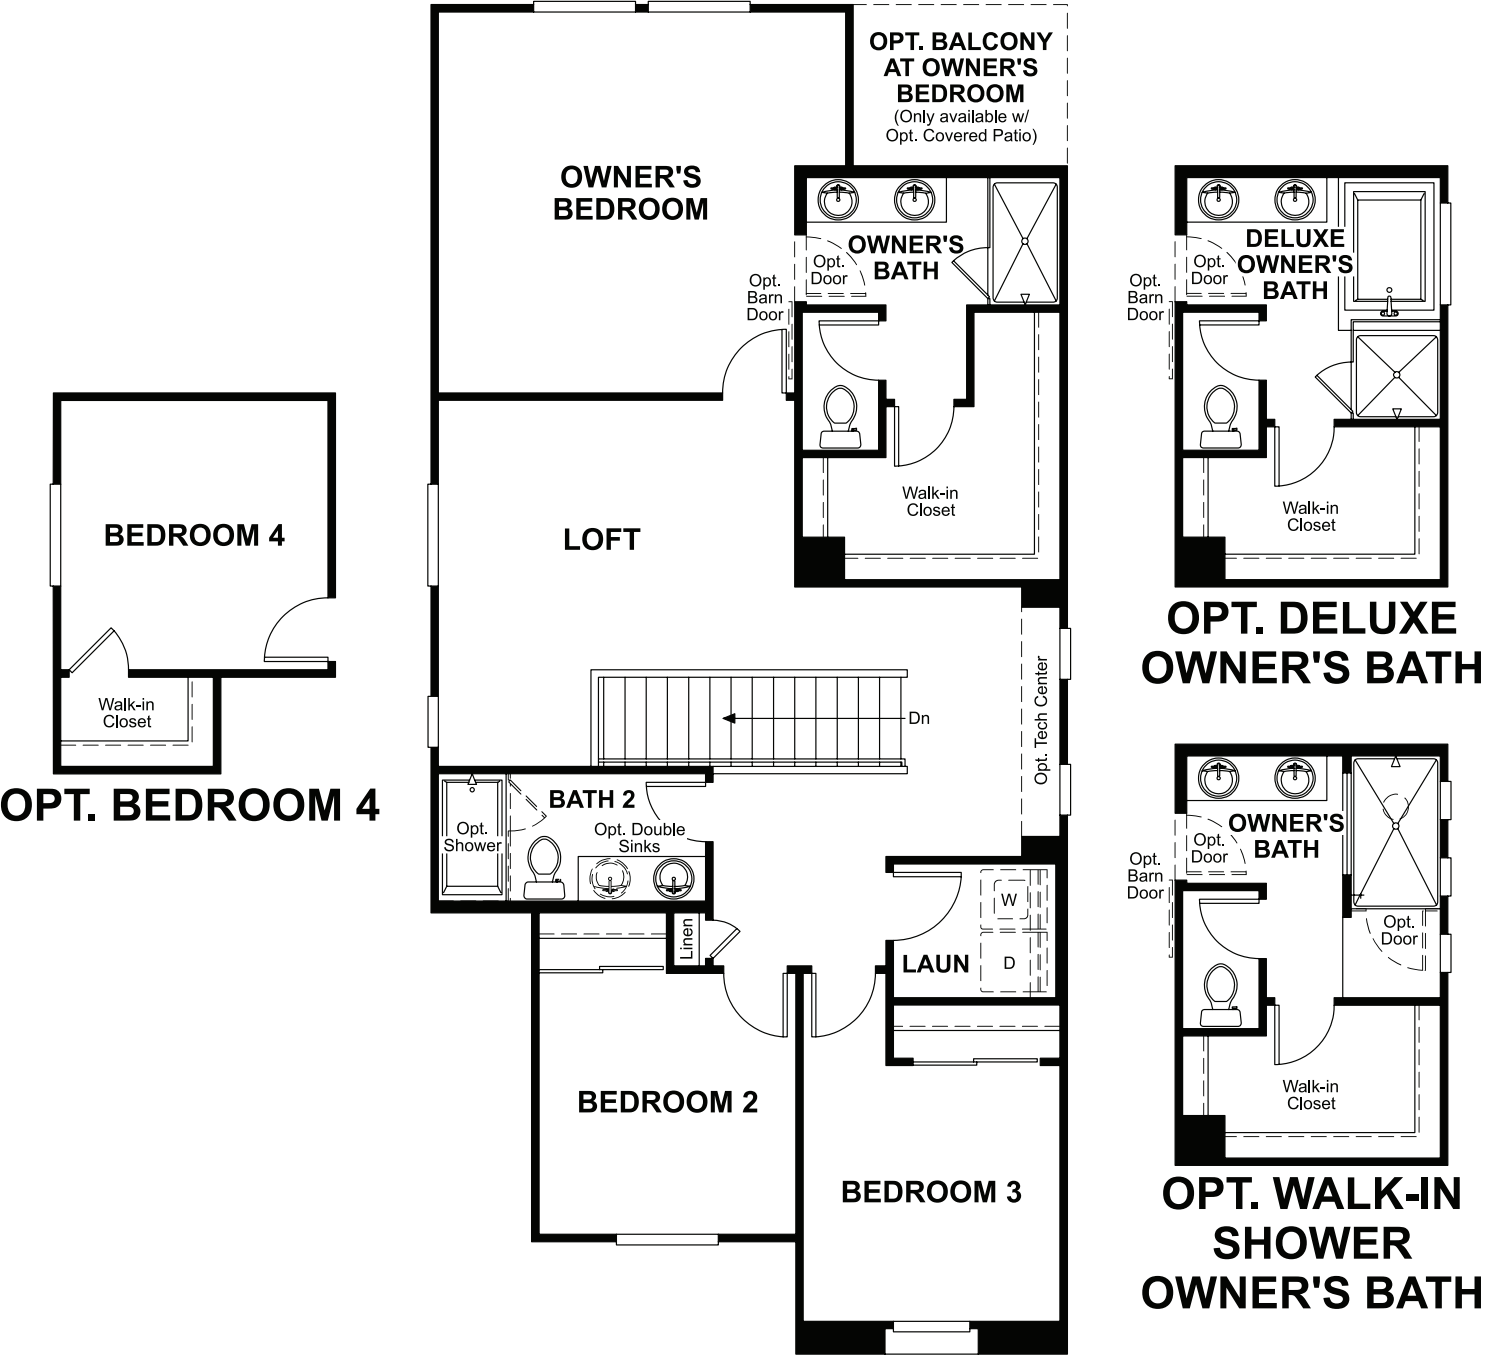 OPT. BALCONY
AT OWNER'S
BEDROOM
(Only available w/
Opt. Covered Patio)
OWNER'S
BEDROOM
OWNER'S
BATH
Opt.
Door
Opt.
Barn
Door
Walk-in
Closet
LOFT
Dn
Opt. Tech Center
BATH 2
Opt.
Shower
Opt. Double
Sinks
Linen
LAUN
W
D
BEDROOM 2
BEDROOM 3
BEDROOM 4
Walk-in
Closet
OPT. BEDROOM 4
DELUXE
OWNER'S
BATH
Opt.
Door
Opt.
Barn
Door
Walk-in
Closet
OPT. DELUXE
OWNER'S BATH
OWNER'S
BATH
Opt.
Door
Opt.
Barn
Door
Opt.
Door
Walk-in
Closet
OPT. WALK-IN
SHOWER
OWNER'S BATH